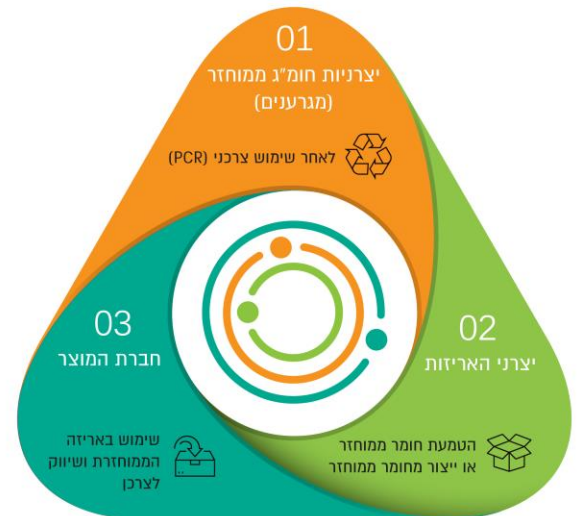 01
יצרניות חומ"ג ממוחזר
(מגרענים)
לאחר שימוש צרכני (PCR)
02
יצרני האריזות
הטמעת חומר ממוחזר
או ייצור מחומר ממוחזר
03
חברת המוצר
שימוש באריזה
הממוחזרת ושיווק
לצרכן